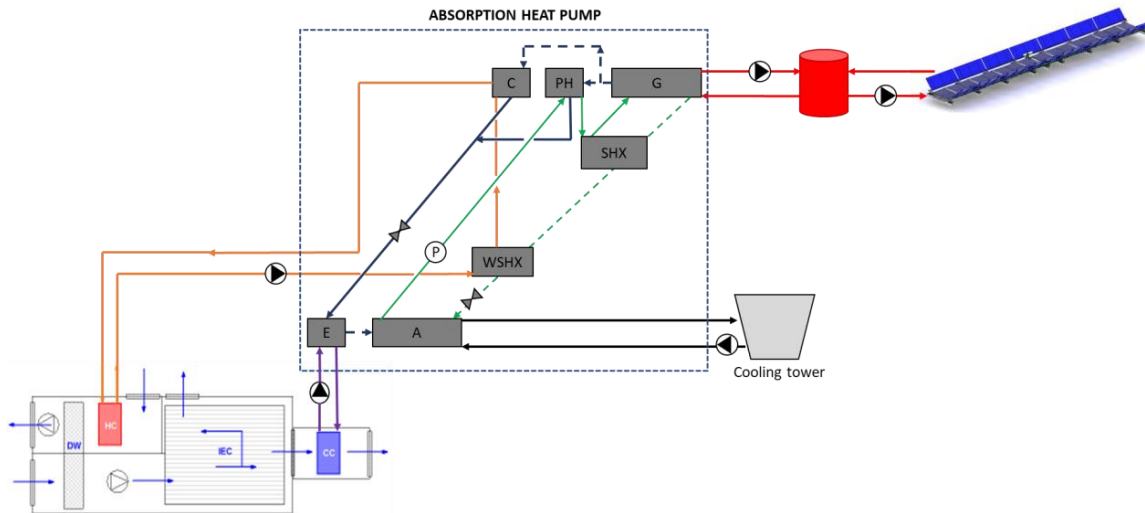 ABSORPTION HEAT PUMP
C
PH
G
SHX
P
WSHX
E
A
Cooling tower
HC
DW
IEC
CC